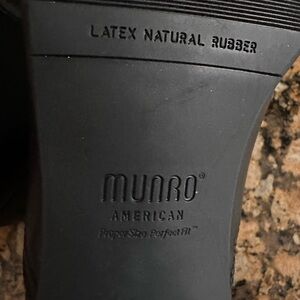 LATEX NATURAL RUBBER
munro®
AMERICAN
Proper Size. Perfect Fit™